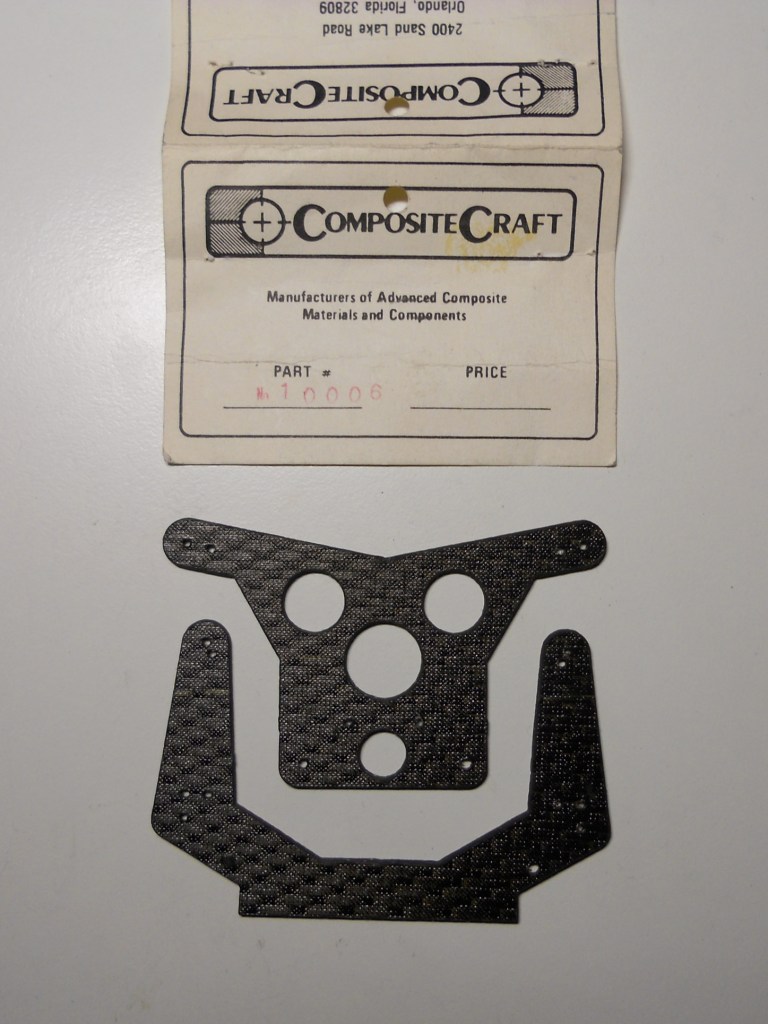 Orlando, Florida 32809
2400 Sand Lake Road
COMPOSITECRAFT
COMPOSITECRAFT
Manufacturers of Advanced Composite
Materials and Components
PART # PRICE
№ 10006